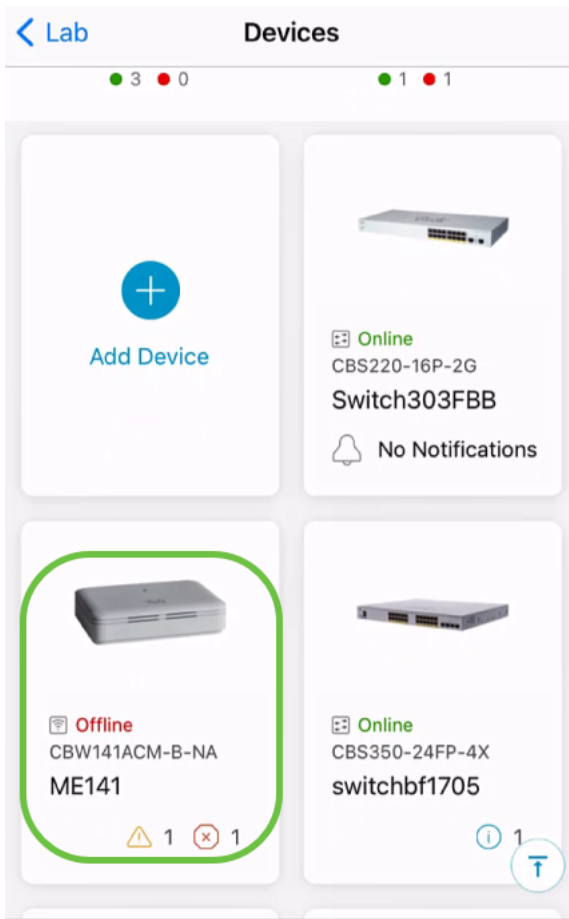 Lab
Devices
3 0
1 1
Add Device
Online
CBS220-16P-2G
Switch303FBB
No Notifications
Offline
CBW141ACM-B-NA
ME141
1 1
Online
CBS350-24FP-4X
switchbf1705
1